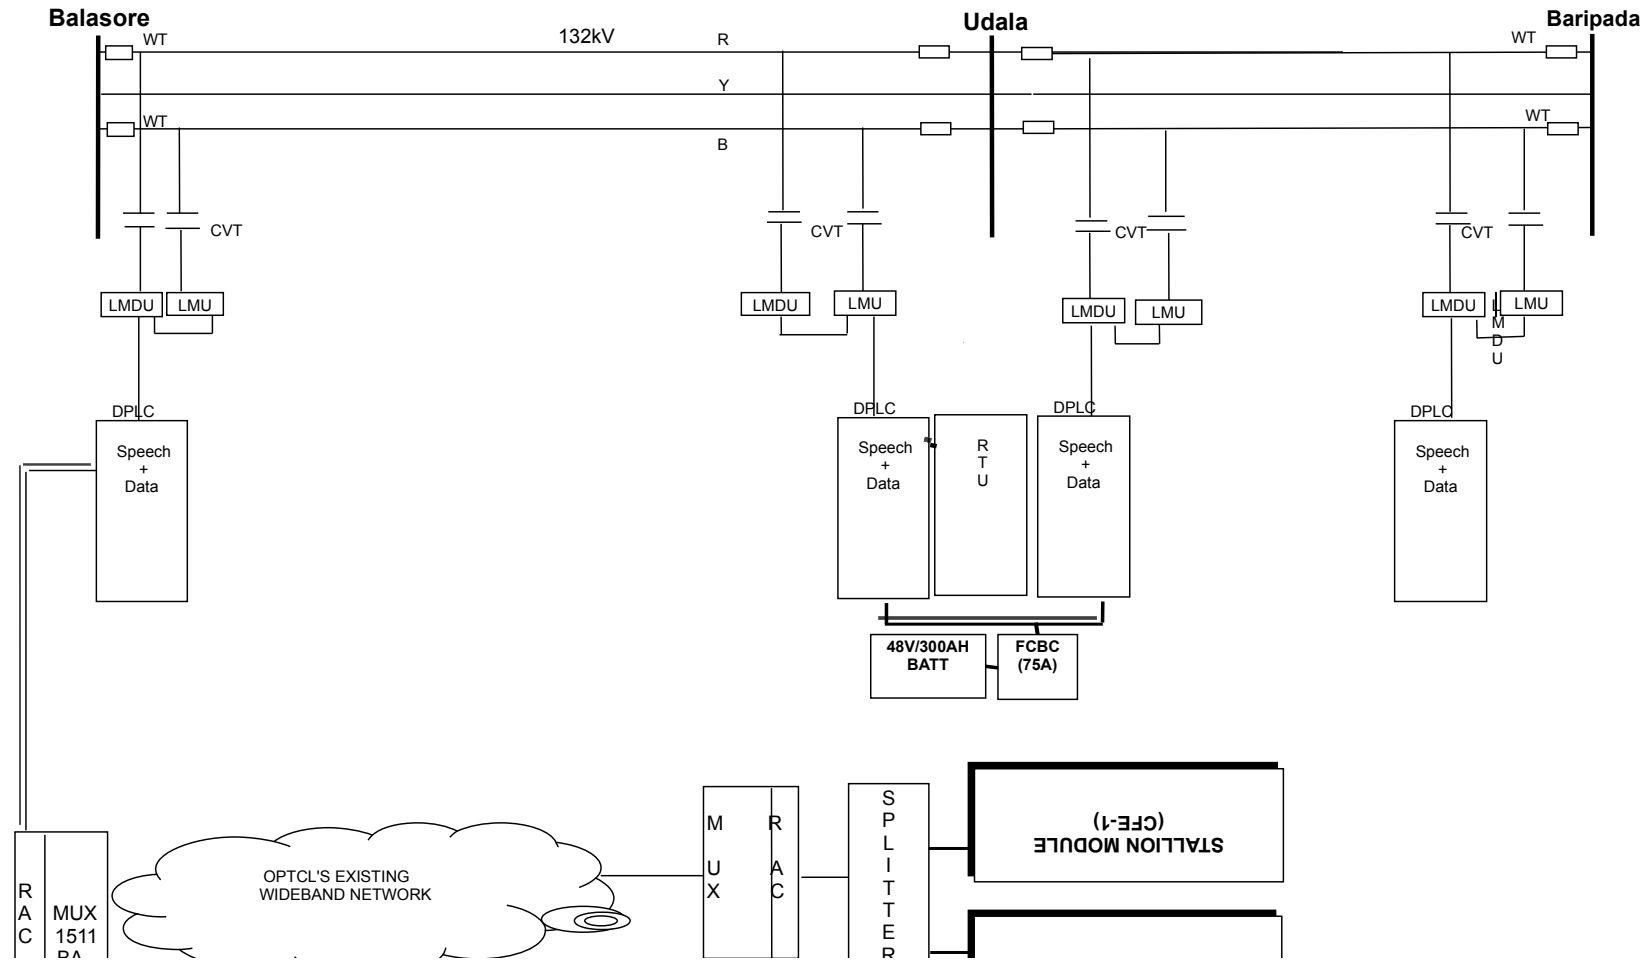 Balasore
Udala
Baripada
WT
132kV
R
WT
Y
WT
WT
B
CVT
CVT
CVT
CVT
LMDU
LMU
LMDU
LMU
LMDU
LMU
LMDU
LMU
L
M
D
U
DPLC
DPLC
DPLC
DPLC
Speech
+
Data
Speech
+
Data
R
T
U
Speech
+
Data
Speech
+
Data
48V/300AH
BATT
FCBC
(75A)
S
P
L
I
T
T
E
R
M
U
X
R
A
C
STALLION MODULE
(CFE-1)
OPTCL'S EXISTING
WIDEBAND NETWORK
R
A
C
MUX
1511
BA